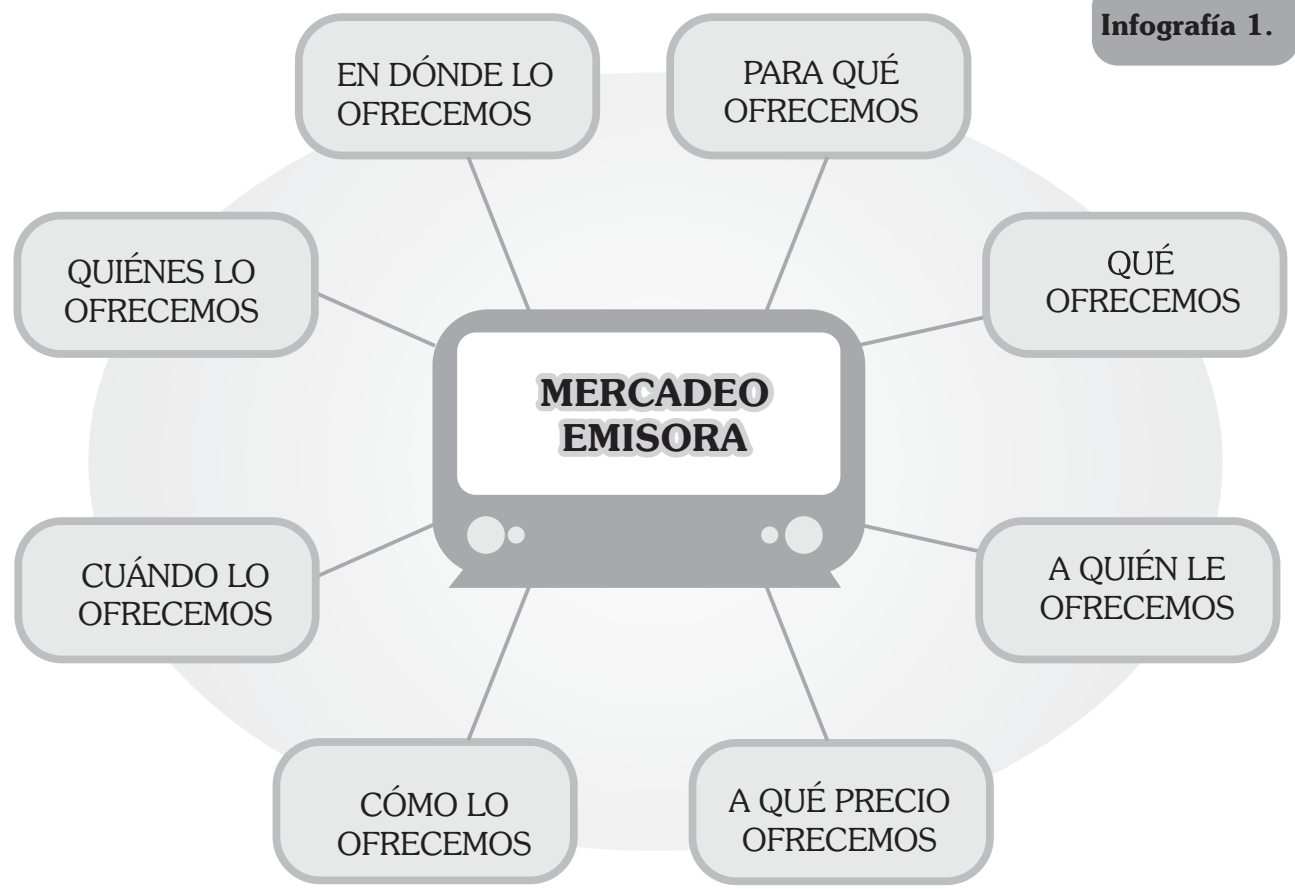 Infografía 1.
EN DÓNDE LO
OFRECEMOS
PARA QUÉ
OFRECEMOS
QUIÉNES LO
OFRECEMOS
QUÉ
OFRECEMOS
MERCADEO
EMISORA
CUÁNDO LO
OFRECEMOS
A QUIÉN LE
OFRECEMOS
CÓMO LO
OFRECEMOS
A QUÉ PRECIO
OFRECEMOS